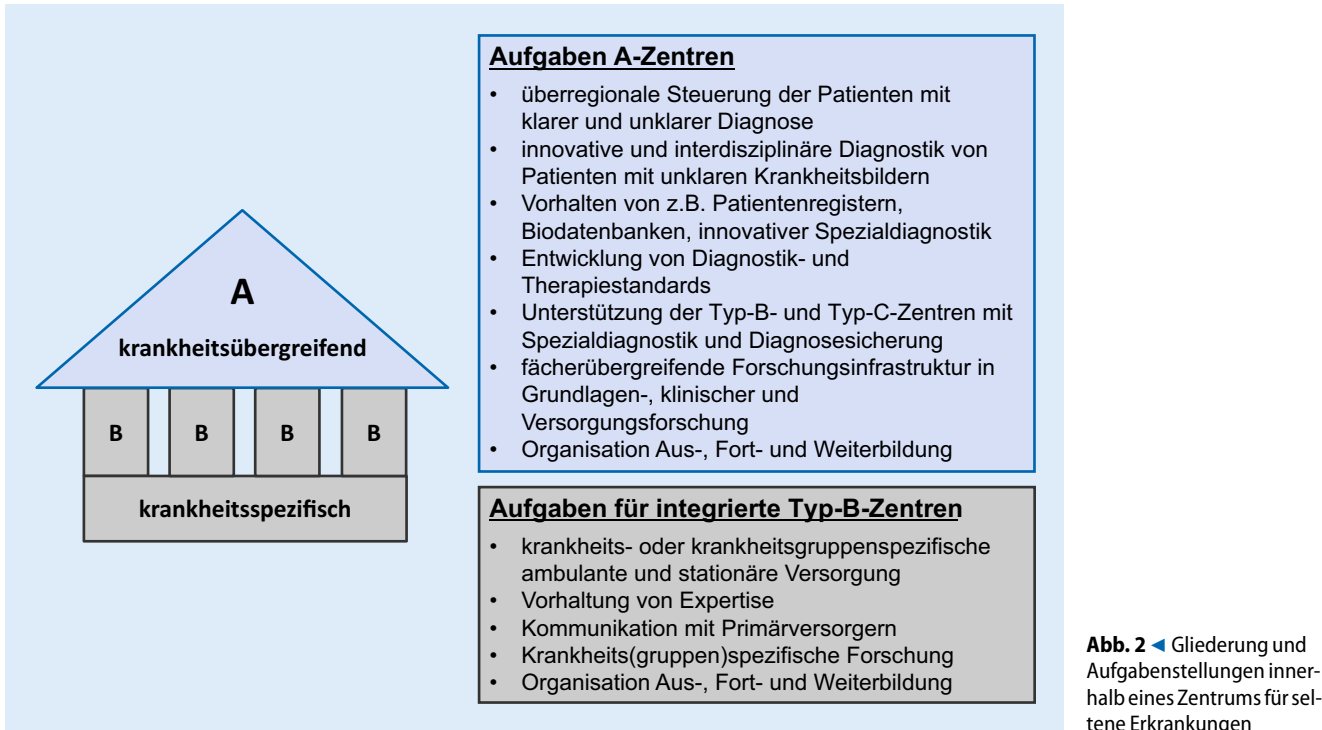 A
krankheitsübergreifend
B B B B
krankheitsspezifisch
Aufgaben A-Zentren
• überregionale Steuerung der Patienten mit
klarer und unklarer Diagnose
• innovative und interdisziplinäre Diagnostik von
Patienten mit unklaren Krankheitsbildern
• Vorhalten von z.B. Patientenregistern,
Biodatenbanken, innovativer Spezialdiagnostik
• Entwicklung von Diagnostik- und
Therapiestandards
• Unterstützung der Typ-B- und Typ-C-Zentren mit
Spezialdiagnostik und Diagnosesicherung
• fächerübergreifende Forschungsinfrastruktur in
Grundlagen-, klinischer und
Versorgungsforschung
• Organisation Aus-, Fort- und Weiterbildung
Aufgaben für integrierte Typ-B-Zentren
• krankheits- oder krankheitsgruppenspezifische
ambulante und stationäre Versorgung
• Vorhaltung von Expertise
• Kommunikation mit Primärversorgern
• Krankheits(gruppen)spezifische Forschung
• Organisation Aus-, Fort- und Weiterbildung
Abb. 2 ◄ Gliederung und
Aufgabenstellungen inner-
halb eines Zentrums für sel-
tene Erkrankungen